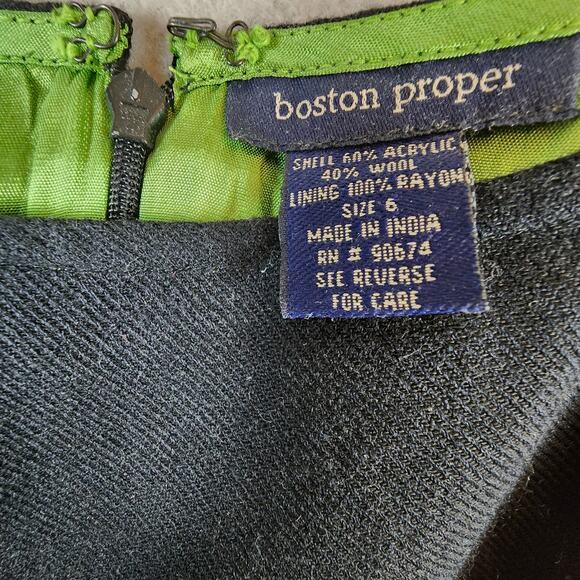 boston proper
SHELL 60% ACRYLIC
40% WOOL
LINING 100% RAYON
SIZE 6
MADE IN INDIA
RN # 90674
SEE REVERSE
FOR CARE